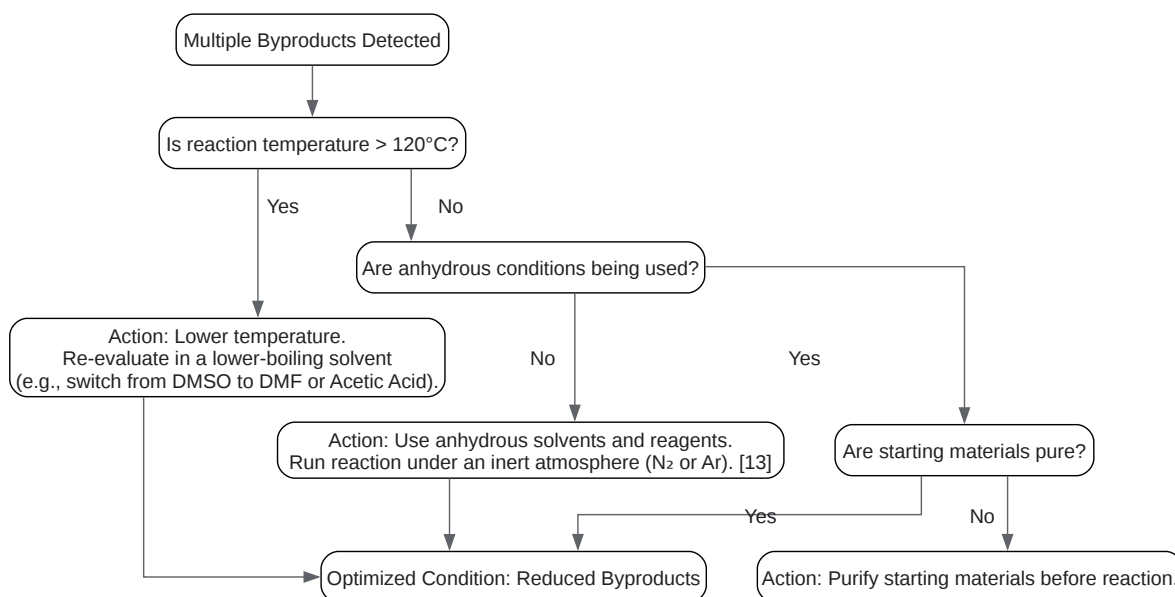 Multiple Byproducts Detected
Is reaction temperature > 120°C?
Yes
No
Are anhydrous conditions being used?
Action: Lower temperature.
Re-evaluate in a lower-boiling solvent
(e.g., switch from DMSO to DMF or Acetic Acid).
No
Yes
Action: Use anhydrous solvents and reagents.
Run reaction under an inert atmosphere (N₂ or Ar). [13]
Are starting materials pure?
Yes
No
Optimized Condition: Reduced Byproducts
Action: Purify starting materials before reaction.